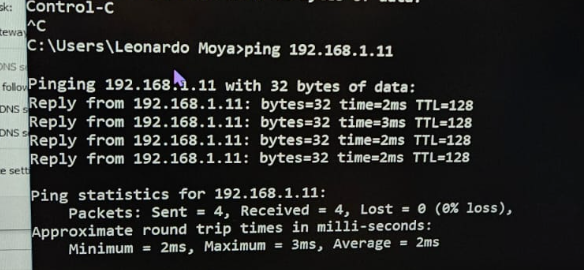 sk:
Control-C
^C
C:\Users\Leonardo Moya>ping 192.168.1.11
Pinging 192.168.1.11 with 32 bytes of data:
Reply from 192.168.1.11: bytes=32 time=2ms TTL=128
Reply from 192.168.1.11: bytes=32 time=3ms TTL=128
Reply from 192.168.1.11: bytes=32 time=2ms TTL=128
Reply from 192.168.1.11: bytes=32 time=2ms TTL=128
Ping statistics for 192.168.1.11:
Packets: Sent = 4, Received = 4, Lost = 0 (0% loss),
Approximate round trip times in milli-seconds:
Minimum = 2ms, Maximum = 3ms, Average = 2ms
teway
DNS s
follow
DNS s
DNS s
e sett